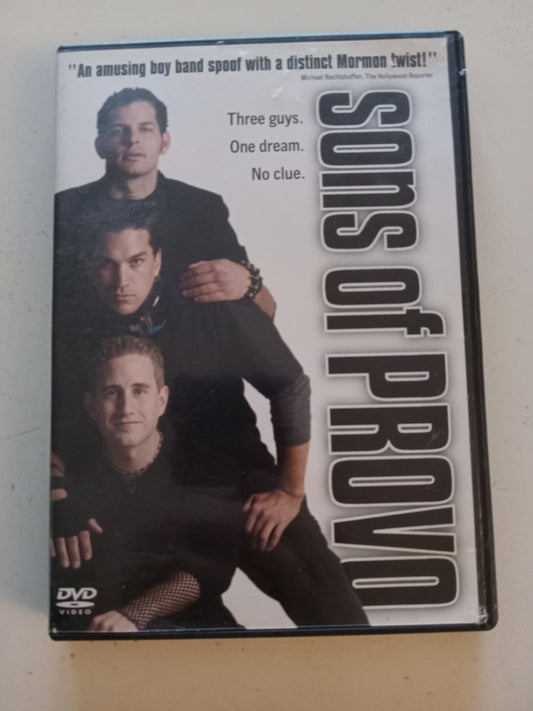 "An amusing boy band spoof with a distinct Mormon twist!"
Michael Rechtshaffen, The Hollywood Reporter
Three guys.
One dream.
No clue.
SONS OF PROVO
DVD
VIDEO